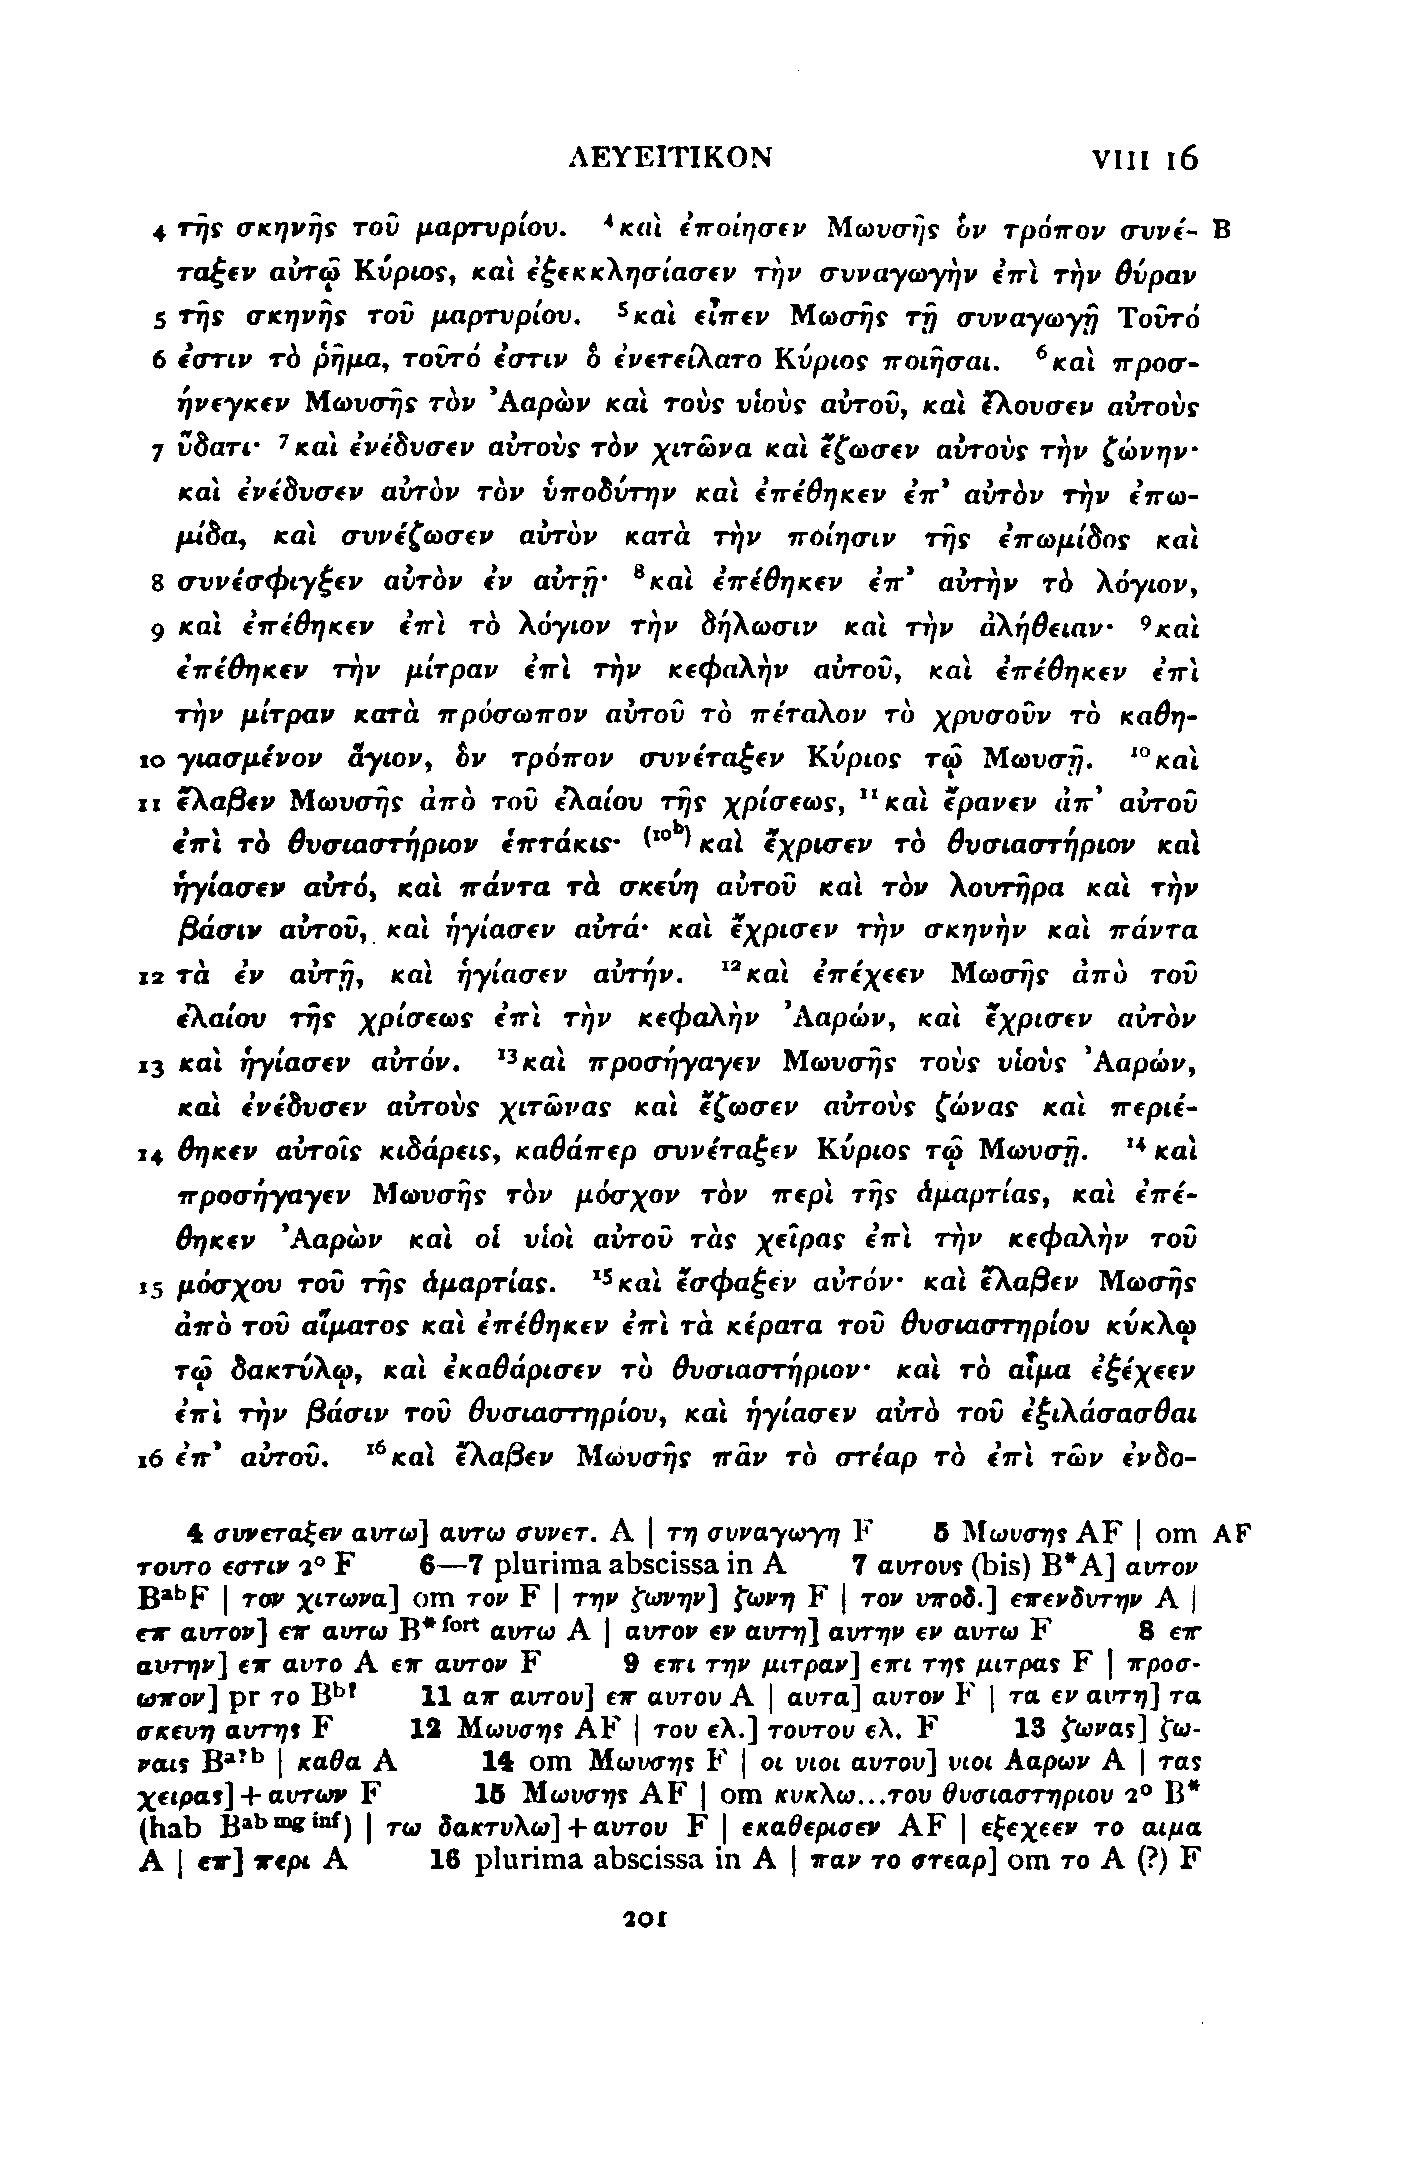 ΛΕΥΕΙΤΙΚΟΝ VIII 16
4 τῆς σκηνῆς τοῦ μαρτυρίου. ⁴καὶ ἐποίησεν Μωυσῆς ὃν τρόπον συνέ- B
ταξεν αὐτῷ Κύριος, καὶ ἐξεκκλησίασεν τὴν συναγωγὴν ἐπὶ τὴν θύραν
5 τῆς σκηνῆς τοῦ μαρτυρίου. ⁵καὶ εἶπεν Μωσῆς τῇ συναγωγῇ Τοῦτό
6 ἐστιν τὸ ῥῆμα, τοῦτό ἐστιν ὃ ἐνετείλατο Κύριος ποιῆσαι. ⁶καὶ προσ-
ήνεγκεν Μωυσῆς τὸν Ἀαρὼν καὶ τοὺς υἱοὺς αὐτοῦ, καὶ ἔλουσεν αὐτοὺς
7 ὕδατι· ⁷καὶ ἐνέδυσεν αὐτοὺς τὸν χιτῶνα καὶ ἔζωσεν αὐτοὺς τὴν ζώνην·
καὶ ἐνέδυσεν αὐτὸν τὸν ὑποδύτην καὶ ἐπέθηκεν ἐπ᾽ αὐτὸν τὴν ἐπω-
μίδα, καὶ συνέζωσεν αὐτὸν κατὰ τὴν ποίησιν τῆς ἐπωμίδος καὶ
8 συνέσφιγξεν αὐτὸν ἐν αὐτῇ· ⁸καὶ ἐπέθηκεν ἐπ᾽ αὐτὴν τὸ λόγιον,
9 καὶ ἐπέθηκεν ἐπὶ τὸ λόγιον τὴν δήλωσιν καὶ τὴν ἀλήθειαν· ⁹καὶ
ἐπέθηκεν τὴν μίτραν ἐπὶ τὴν κεφαλὴν αὐτοῦ, καὶ ἐπέθηκεν ἐπὶ
τὴν μίτραν κατὰ πρόσωπον αὐτοῦ τὸ πέταλον τὸ χρυσοῦν τὸ καθη-
10 γιασμένον ἅγιον, ὃν τρόπον συνέταξεν Κύριος τῷ Μωυσῇ. ¹⁰καὶ
11 ἔλαβεν Μωυσῆς ἀπὸ τοῦ ἐλαίου τῆς χρίσεως, ¹¹καὶ ἔρανεν ἀπ᾽ αὐτοῦ
ἐπὶ τὸ θυσιαστήριον ἑπτάκις· (¹⁰ᵇ) καὶ ἔχρισεν τὸ θυσιαστήριον καὶ
ἡγίασεν αὐτό, καὶ πάντα τὰ σκεύη αὐτοῦ καὶ τὸν λουτῆρα καὶ τὴν
βάσιν αὐτοῦ, καὶ ἡγίασεν αὐτά· καὶ ἔχρισεν τὴν σκηνὴν καὶ πάντα
12 τὰ ἐν αὐτῇ, καὶ ἡγίασεν αὐτήν. ¹²καὶ ἐπέχεεν Μωσῆς ἀπὸ τοῦ
ἐλαίου τῆς χρίσεως ἐπὶ τὴν κεφαλὴν Ἀαρών, καὶ ἔχρισεν αὐτὸν
13 καὶ ἡγίασεν αὐτόν. ¹³καὶ προσήγαγεν Μωυσῆς τοὺς υἱοὺς Ἀαρών,
καὶ ἐνέδυσεν αὐτοὺς χιτῶνας καὶ ἔζωσεν αὐτοὺς ζώνας καὶ περιέ-
14 θηκεν αὐτοῖς κιδάρεις, καθάπερ συνέταξεν Κύριος τῷ Μωυσῇ. ¹⁴καὶ
προσήγαγεν Μωυσῆς τὸν μόσχον τὸν περὶ τῆς ἁμαρτίας, καὶ ἐπέ-
θηκεν Ἀαρὼν καὶ οἱ υἱοὶ αὐτοῦ τὰς χεῖρας ἐπὶ τὴν κεφαλὴν τοῦ
15 μόσχου τοῦ τῆς ἁμαρτίας. ¹⁵καὶ ἔσφαξεν αὐτόν· καὶ ἔλαβεν Μωσῆς
ἀπὸ τοῦ αἵματος καὶ ἐπέθηκεν ἐπὶ τὰ κέρατα τοῦ θυσιαστηρίου κύκλῳ
τῷ δακτύλῳ, καὶ ἐκαθάρισεν τὸ θυσιαστήριον· καὶ τὸ αἷμα ἐξέχεεν
ἐπὶ τὴν βάσιν τοῦ θυσιαστηρίου, καὶ ἡγίασεν αὐτὸ τοῦ ἐξιλάσασθαι
16 ἐπ᾽ αὐτοῦ. ¹⁶καὶ ἔλαβεν Μωυσῆς πᾶν τὸ στέαρ τὸ ἐπὶ τῶν ἐνδο-
4 συνεταξεν αυτω] αυτω συνετ. A | τη συναγωγη F 5 Μωυσης AF | om AF
τουτο εστιν 2° F 6—7 plurima abscissa in A 7 αυτους (bis) B*A] αυτον
BᵃᵇF | τον χιτωνα] om τον F | την ζωνην] ζωνη F | τον υποδ.] επενδυτην A |
επ αυτον] επ αυτω B* ᶠᵒʳᵗ αυτω A | αυτον εν αυτη] αυτην εν αυτω F 8 επ
αυτην] επ αυτο A επ αυτον F 9 επι την μιτραν] επι της μιτρας F | προσ-
ωπον] pr το Bᵇ? 11 απ αυτου] επ αυτου A | αυτα] αυτον F | τα εν αυτη] τα
σκευη αυτης F 12 Μωυσης AF | του ελ.] τουτου ελ. F 13 ζωνας] ζω-
ναις Bᵃ?ᵇ | καθα A 14 om Μωυσης F | οι υιοι αυτου] υιοι Ααρων A | τας
χειρας] + αυτων F 15 Μωυσης AF | om κυκλω...του θυσιαστηριου 2° B*
(hab Bᵃᵇ ᵐᵍ ⁱⁿᶠ) | τω δακτυλω] + αυτου F | εκαθερισεν AF | εξεχεεν το αιμα
A | επ] περι A 16 plurima abscissa in A | παν το στεαρ] om το A (?) F
201